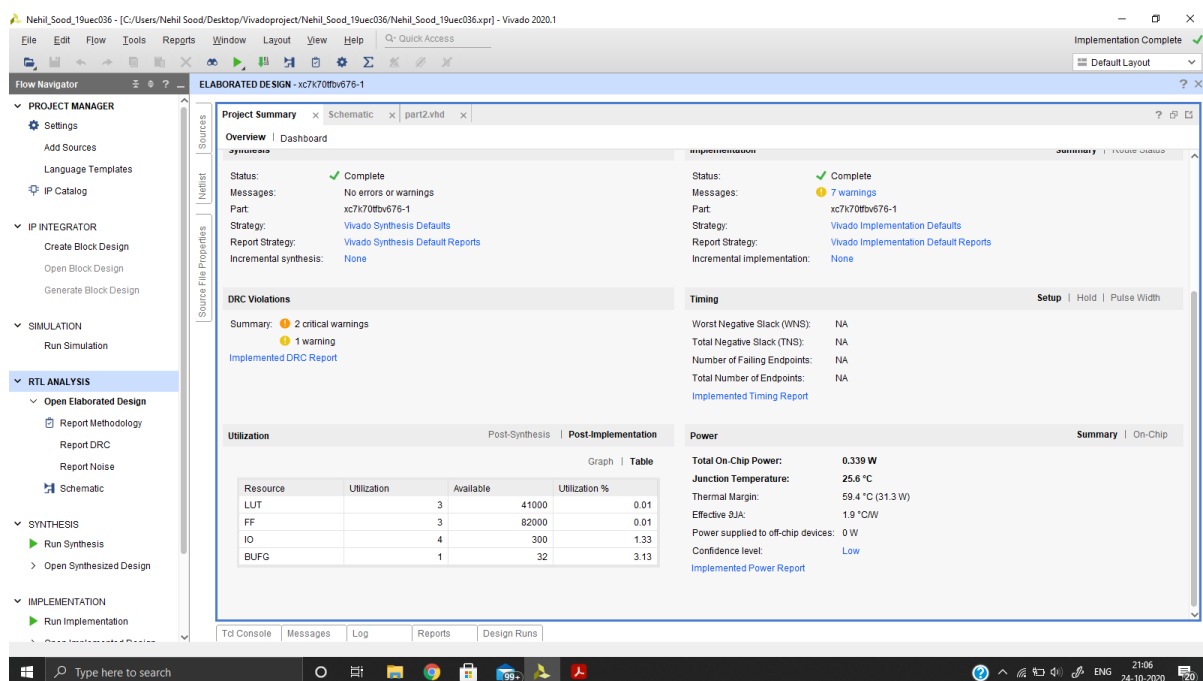 Nehil_Sood_19uec036 - [C:/Users/Nehil Sood/Desktop/Vivadoproject/Nehil_Sood_19uec036/Nehil_Sood_19uec036.xpr] - Vivado 2020.1
File Edit Flow Tools Reports Window Layout View Help Q- Quick Access Implementation Complete
Default Layout
Flow Navigator ELABORATED DESIGN - xc7k70tfbv676-1
PROJECT MANAGER
Settings
Add Sources
Language Templates
IP Catalog
IP INTEGRATOR
Create Block Design
Open Block Design
Generate Block Design
SIMULATION
Run Simulation
RTL ANALYSIS
Open Elaborated Design
Report Methodology
Report DRC
Report Noise
Schematic
SYNTHESIS
Run Synthesis
Open Synthesized Design
IMPLEMENTATION
Run Implementation
Open Implemented Design
Sources
Netlist
Source File Properties
Project Summary Schematic part2.vhd
Overview | Dashboard
Synthesis
Status: Complete
Messages: No errors or warnings
Part: xc7k70tfbv676-1
Strategy: Vivado Synthesis Defaults
Report Strategy: Vivado Synthesis Default Reports
Incremental synthesis: None
Implementation Summary | Route Status
Status: Complete
Messages: 7 warnings
Part: xc7k70tfbv676-1
Strategy: Vivado Implementation Defaults
Report Strategy: Vivado Implementation Default Reports
Incremental implementation: None
DRC Violations
Summary: 2 critical warnings
1 warning
Implemented DRC Report
Timing Setup | Hold | Pulse Width
Worst Negative Slack (WNS): NA
Total Negative Slack (TNS): NA
Number of Failing Endpoints: NA
Total Number of Endpoints: NA
Implemented Timing Report
Utilization Post-Synthesis | Post-Implementation
Graph | Table
Resource Utilization Available Utilization %
LUT 3 41000 0.01
FF 3 82000 0.01
IO 4 300 1.33
BUFG 1 32 3.13
Power Summary | On-Chip
Total On-Chip Power: 0.339 W
Junction Temperature: 25.6 °C
Thermal Margin: 59.4 °C (31.3 W)
Effective ϑJA: 1.9 °C/W
Power supplied to off-chip devices: 0 W
Confidence level: Low
Implemented Power Report
Tcl Console Messages Log Reports Design Runs
Type here to search
99+
ENG
21:06
24-10-2020
20